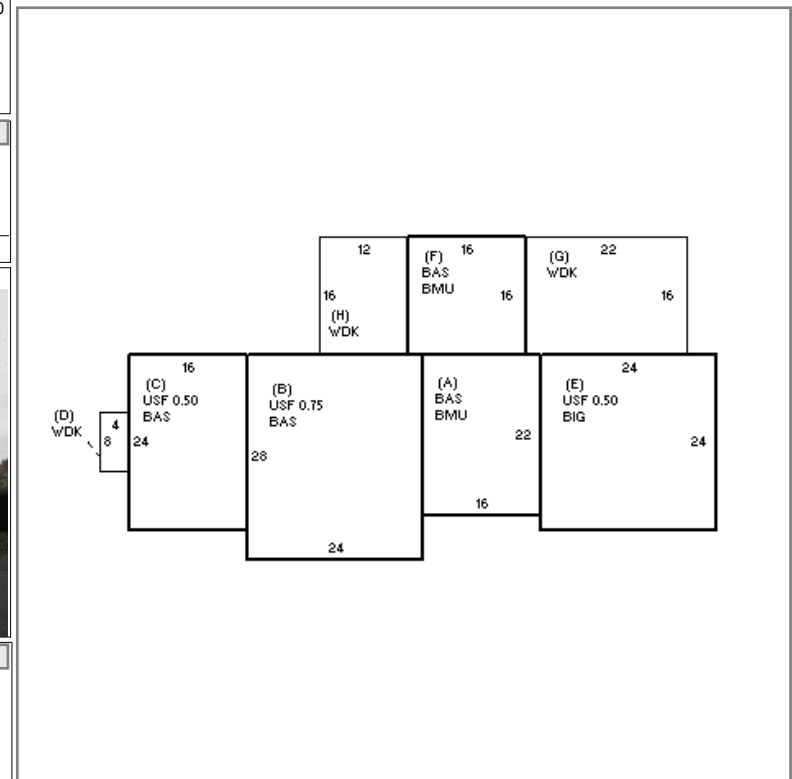 12
16
(H)
WDK
(F)
16
BAS
BMU
16
(G)
22
WDK
16
(D)
WDK
4
8
16
(C)
USF 0.50
BAS
24
(B)
USF 0.75
BAS
28
24
(A)
BAS
BMU
22
16
24
(E)
USF 0.50
BIG
24